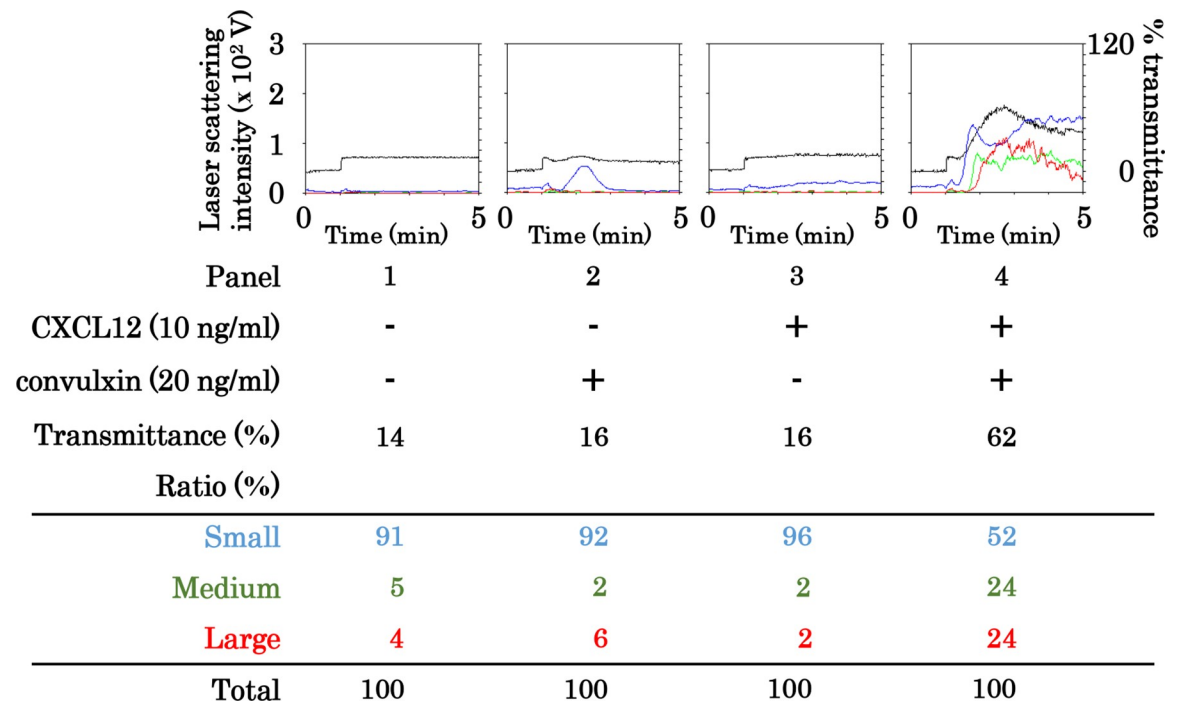 Laser scattering
intensity (x 10² V)
3
2
1
0
120
0
% transmittance
0 5 0 5 0 5 0 5
Time (min) Time (min) Time (min) Time (min)
Panel 1 2 3 4
CXCL12 (10 ng/ml) - - + +
convulxin (20 ng/ml) - + - +
Transmittance (%) 14 16 16 62
Ratio (%)
Small 91 92 96 52
Medium 5 2 2 24
Large 4 6 2 24
Total 100 100 100 100